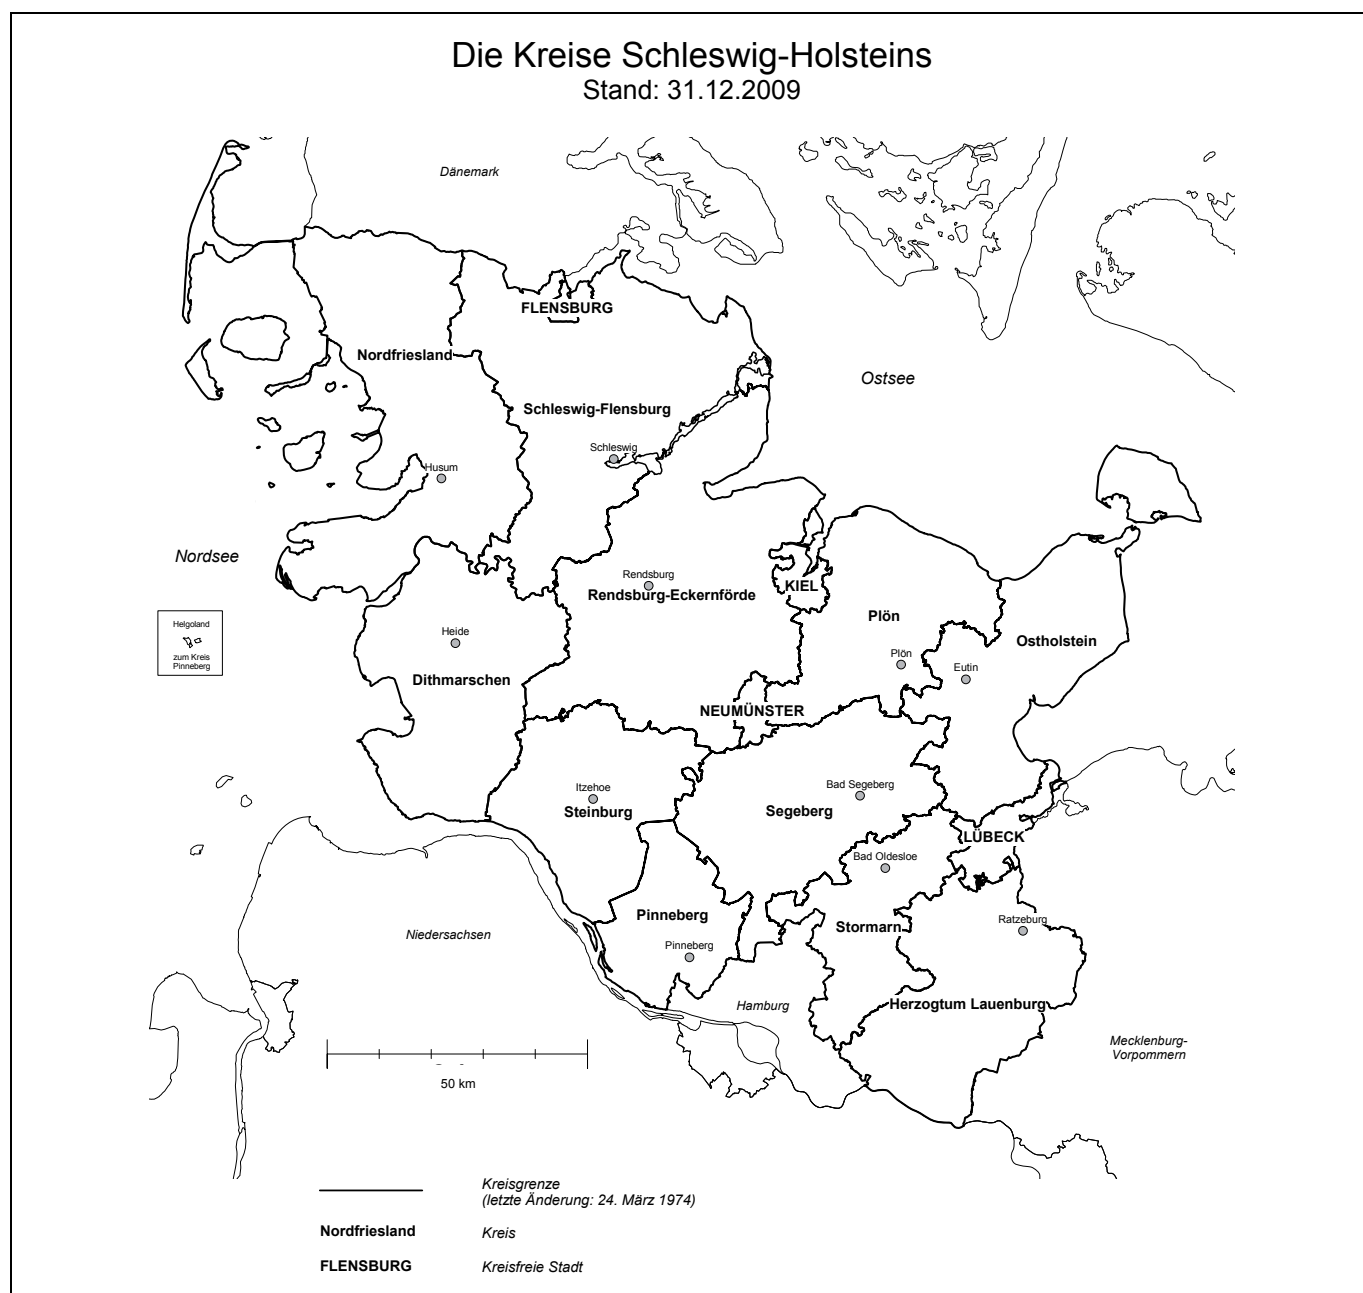 Die Kreise Schleswig-Holsteins
Stand: 31.12.2009
Dänemark
FLENSBURG
Nordfriesland
Ostsee
Schleswig-Flensburg
Schleswig
Husum
Nordsee
Rendsburg
KIEL
Rendsburg-Eckernförde
Plön
Helgoland
zum Kreis
Pinneberg
Heide
Ostholstein
Plön
Eutin
Dithmarschen
NEUMÜNSTER
Itzehoe
Steinburg
Bad Segeberg
Segeberg
LÜBECK
Bad Oldesloe
Pinneberg
Stormarn
Ratzeburg
Niedersachsen
Pinneberg
Hamburg
Herzogtum Lauenburg
Mecklenburg-
Vorpommern
50 km
Kreisgrenze
(letzte Änderung: 24. März 1974)
Nordfriesland Kreis
FLENSBURG Kreisfreie Stadt